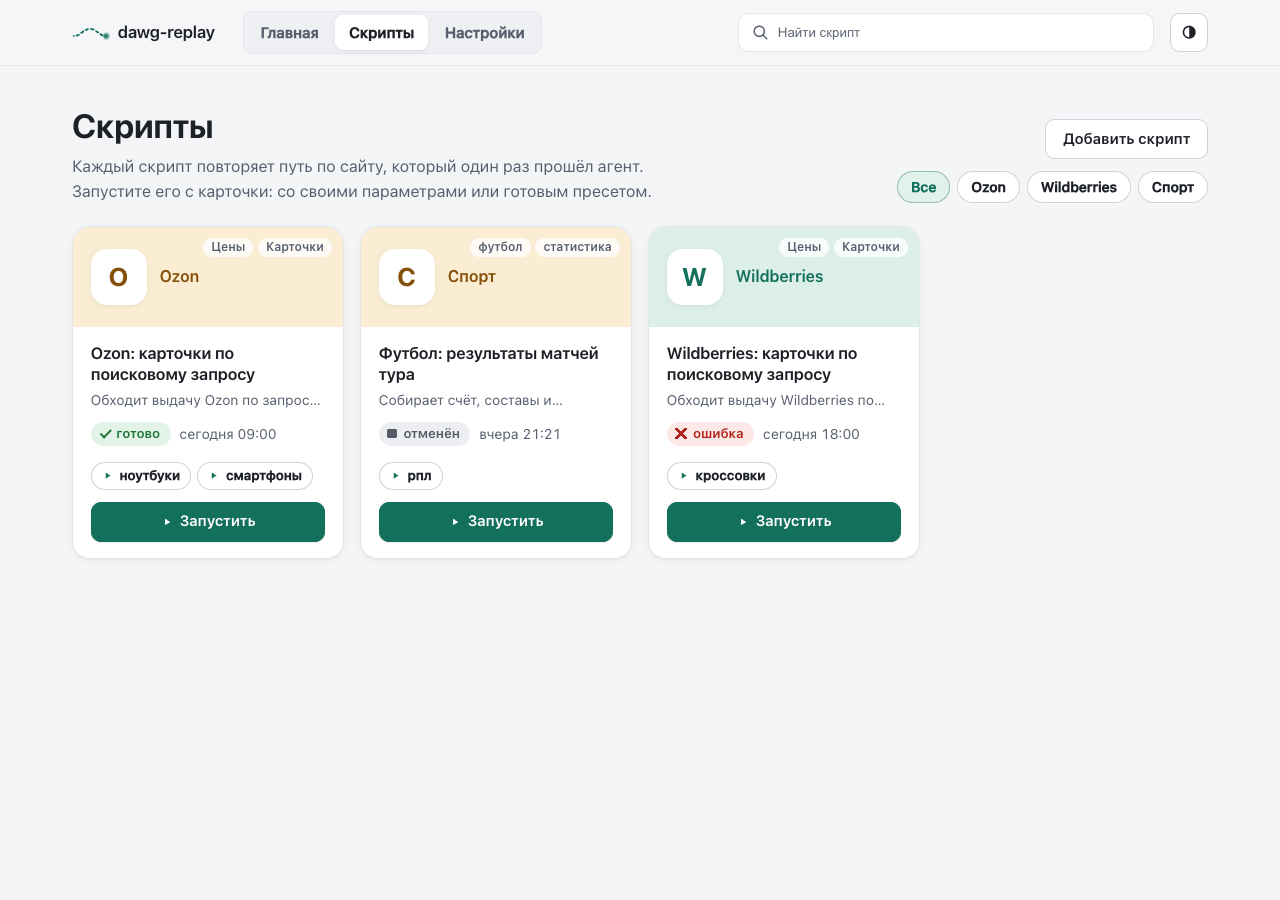 dawg-replay
Главная
Скрипты
Настройки
Найти скрипт
Скрипты
Каждый скрипт повторяет путь по сайту, который один раз прошёл агент.
Запустите его с карточки: со своими параметрами или готовым пресетом.
Добавить скрипт
Все
Ozon
Wildberries
Спорт
Цены
Карточки
O
Ozon
Ozon: карточки по
поисковому запросу
Обходит выдачу Ozon по запрос...
готово
сегодня 09:00
ноутбуки
смартфоны
Запустить
футбол
статистика
С
Спорт
Футбол: результаты матчей
тура
Собирает счёт, составы и...
отменён
вчера 21:21
рпл
Запустить
Цены
Карточки
W
Wildberries
Wildberries: карточки по
поисковому запросу
Обходит выдачу Wildberries по...
ошибка
сегодня 18:00
кроссовки
Запустить